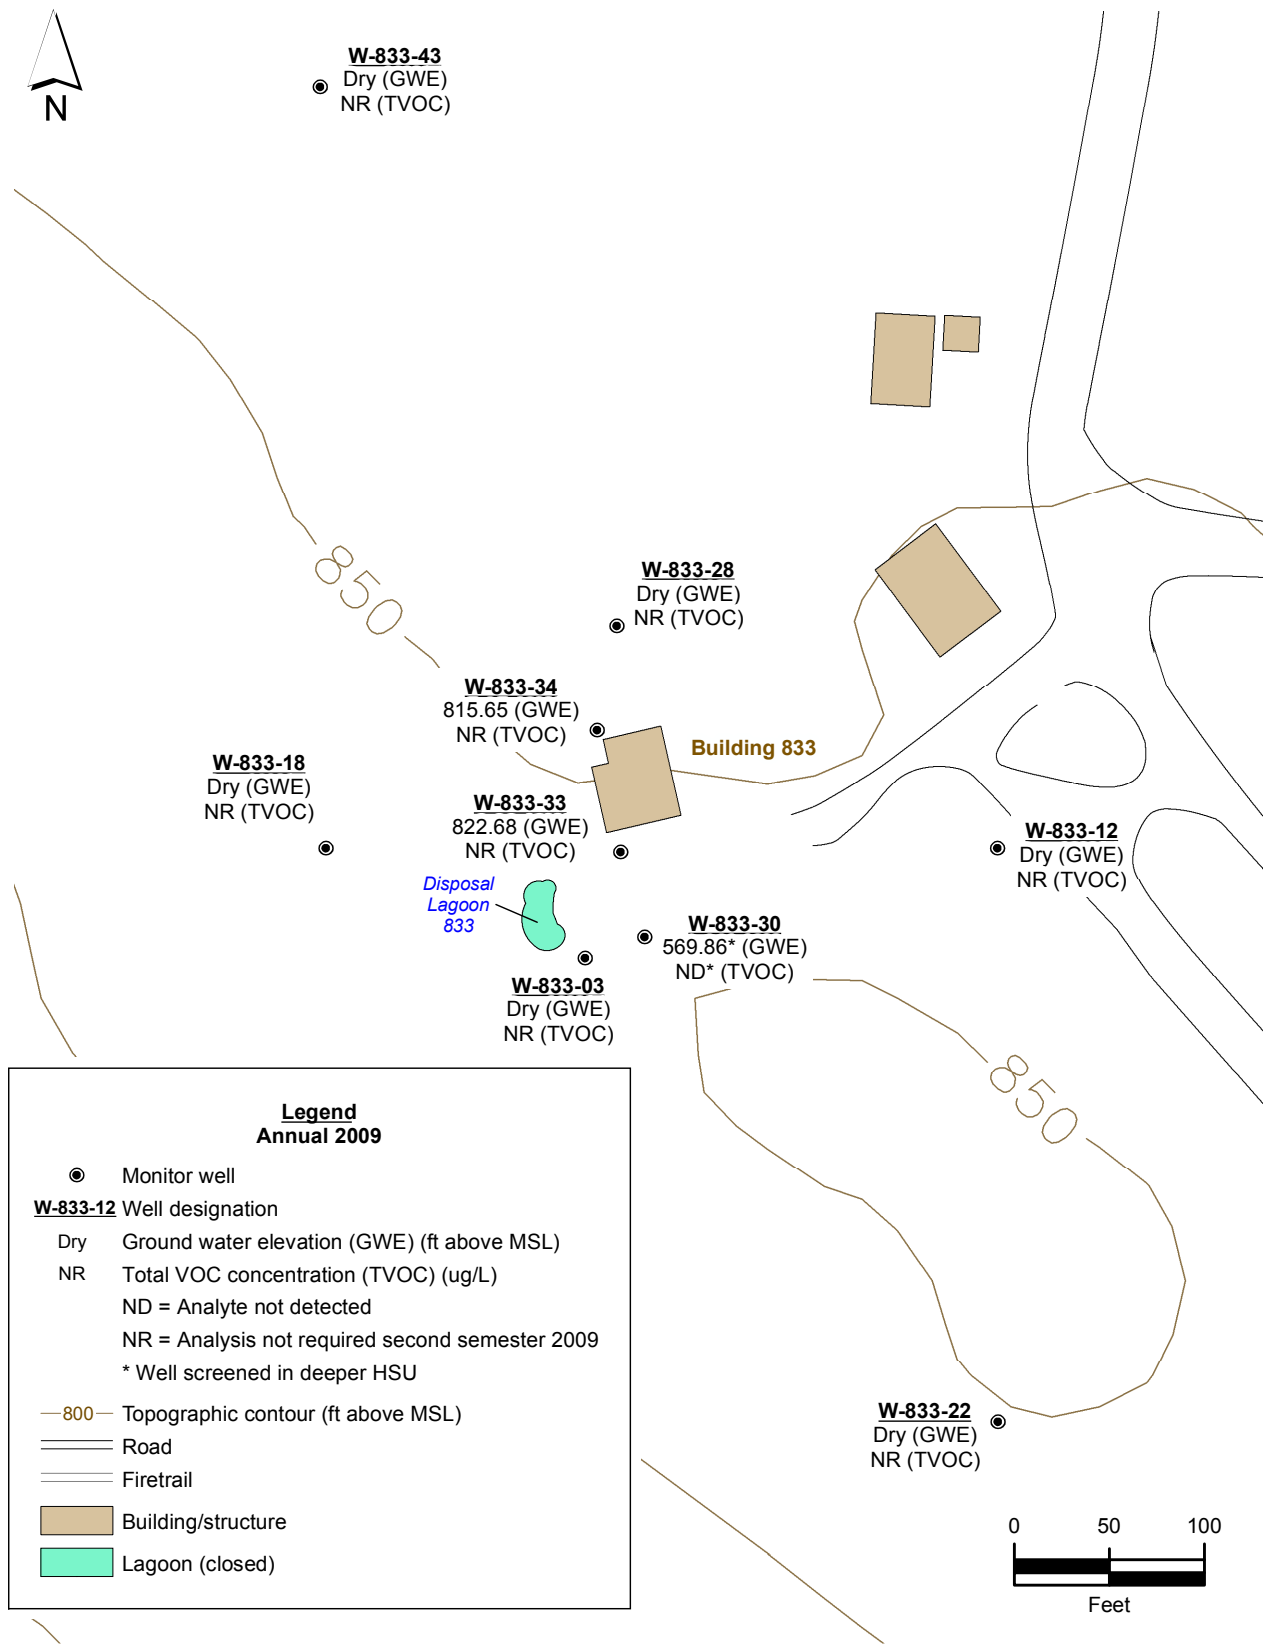 N
W-833-43
Dry (GWE)
NR (TVOC)
850
W-833-28
Dry (GWE)
NR (TVOC)
W-833-34
815.65 (GWE)
NR (TVOC)
Building 833
W-833-18
Dry (GWE)
NR (TVOC)
W-833-33
822.68 (GWE)
NR (TVOC)
W-833-12
Dry (GWE)
NR (TVOC)
Disposal
Lagoon
833
W-833-30
569.86* (GWE)
ND* (TVOC)
W-833-03
Dry (GWE)
NR (TVOC)
850
Legend
Annual 2009
Monitor well
W-833-12 Well designation
Dry Ground water elevation (GWE) (ft above MSL)
NR Total VOC concentration (TVOC) (ug/L)
ND = Analyte not detected
NR = Analysis not required second semester 2009
* Well screened in deeper HSU
800 Topographic contour (ft above MSL)
Road
Firetrail
Building/structure
Lagoon (closed)
W-833-22
Dry (GWE)
NR (TVOC)
0 50 100
Feet